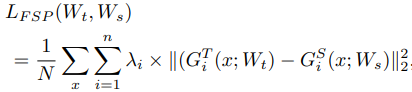 L_{FSP}(W_t, W_s)
= \frac{1}{N} \sum_{x} \sum_{i=1}^{n} \lambda_i \times \|(G_i^T(x; W_t) - G_i^S(x; W_s)\|_2^2,